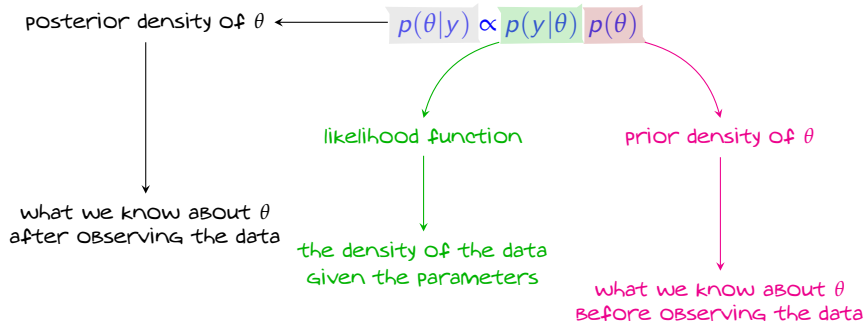 posterior density of θ
p(θ|y) ∝ p(y|θ) p(θ)
likelihood function
prior density of θ
what we know about θ
after observing the data
the density of the data
given the parameters
what we know about θ
before observing the data